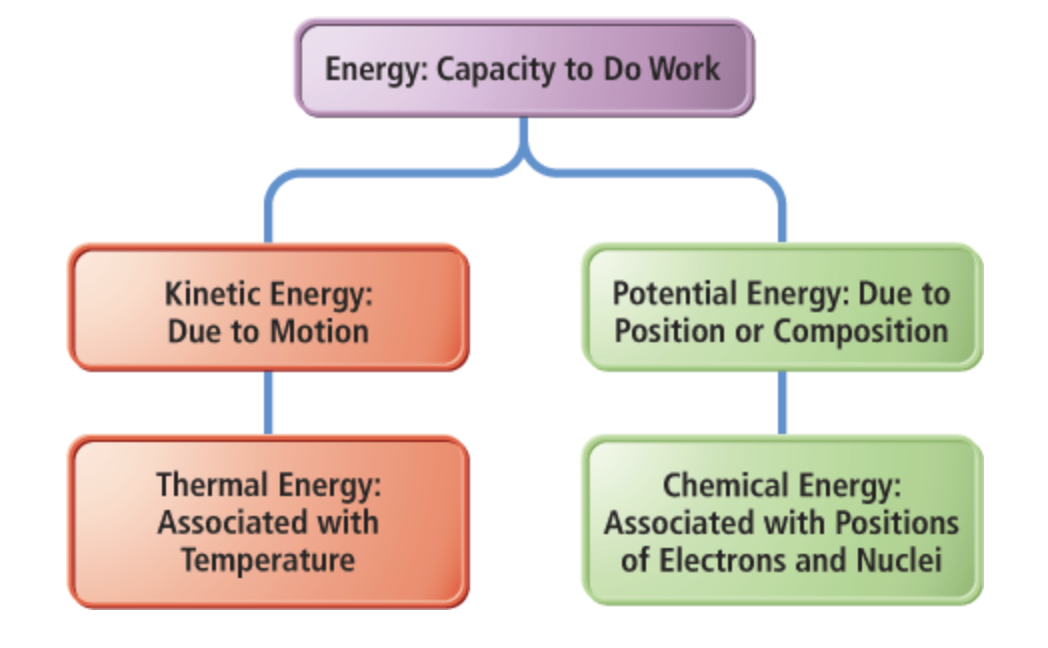 Energy: Capacity to Do Work
Kinetic Energy:
Due to Motion
Potential Energy: Due to
Position or Composition
Thermal Energy:
Associated with
Temperature
Chemical Energy:
Associated with Positions
of Electrons and Nuclei